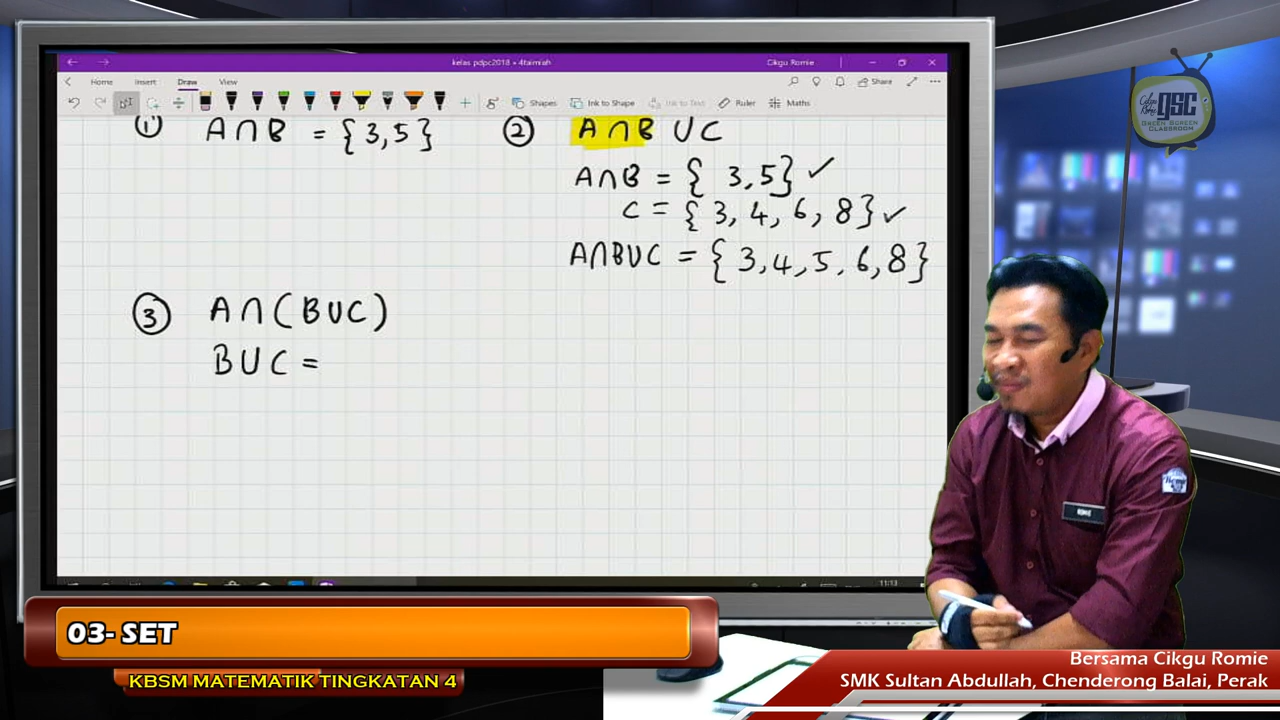 kelas pdpc2018 • 4taimiah
Cikgu Romie
Home Insert Draw View
Share
Shapes Ink to Shape Ink to Text Ruler Maths
① A∩B = {3,5}
② A∩B ∪C
A∩B = { 3,5} ✓
C = { 3, 4, 6, 8} ✓
A∩B∪C = { 3,4,5,6,8}
③ A∩(B∪C)
B∪C =
11:13
GSC
GREEN SCREEN
CLASSROOM
03- SET
KBSM MATEMATIK TINGKATAN 4
Bersama Cikgu Romie
SMK Sultan Abdullah, Chenderong Balai, Perak